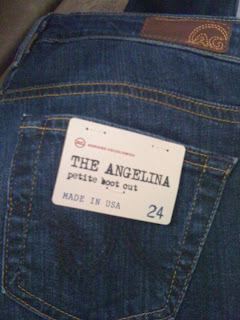 AG
THE ANGELINA
petite boot cut
MADE IN USA
24